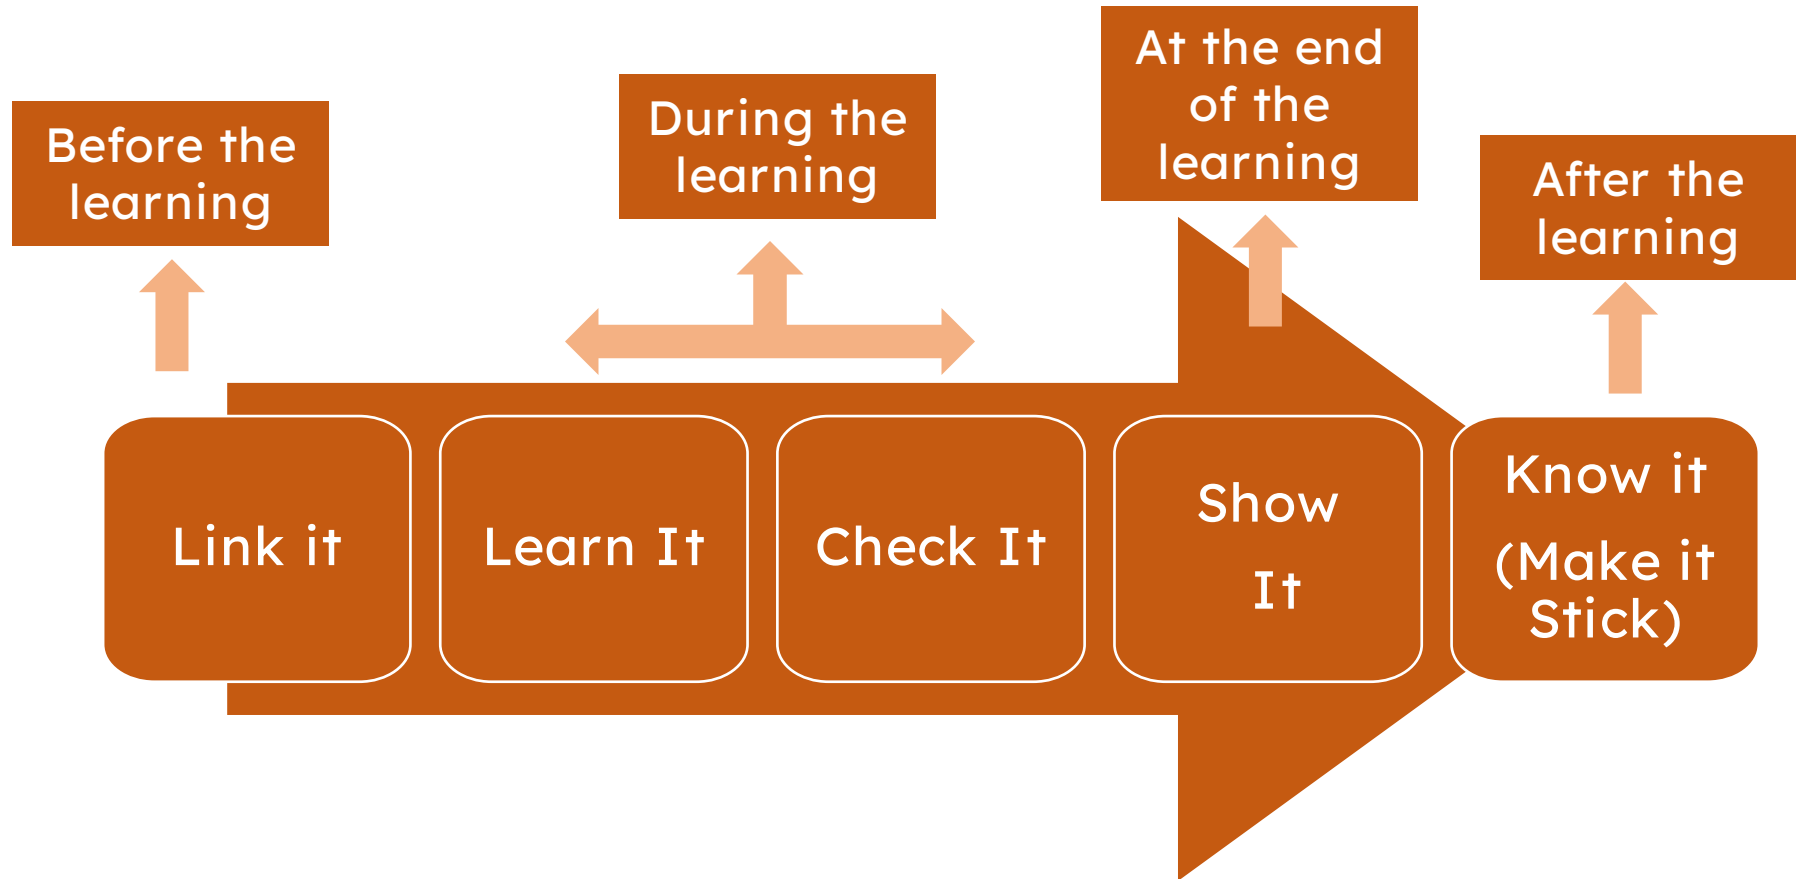 Before the
learning
During the
learning
At the end
of the
learning
After the
learning
Link it
Learn It
Check It
Show
It
Know it
(Make it
Stick)